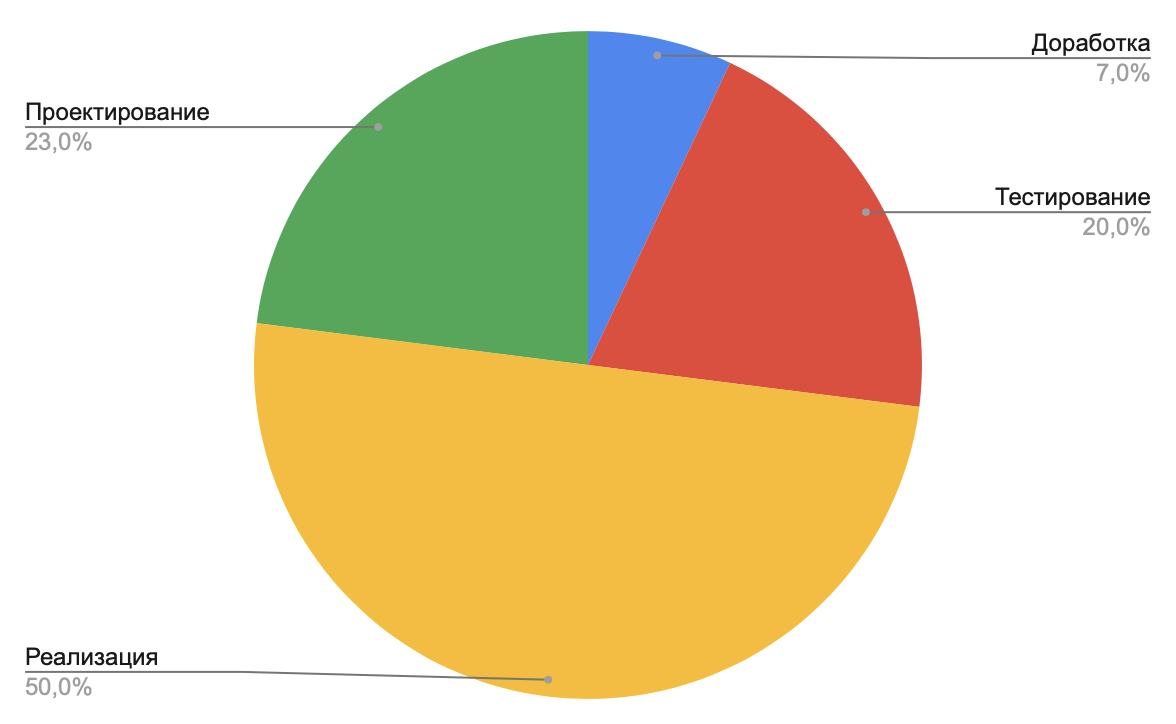 Доработка
7,0%
Проектирование
23,0%
Тестирование
20,0%
Реализация
50,0%